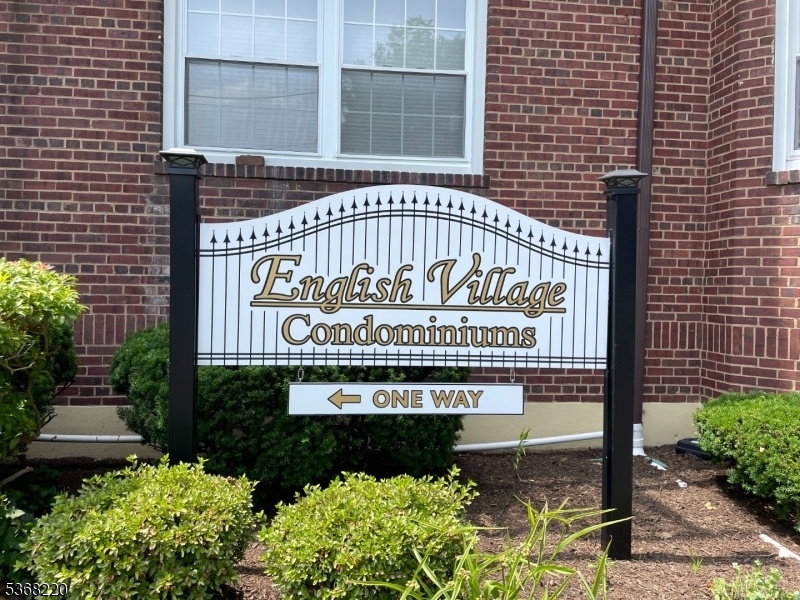 English Village
Condominiums
← ONE WAY
5368220